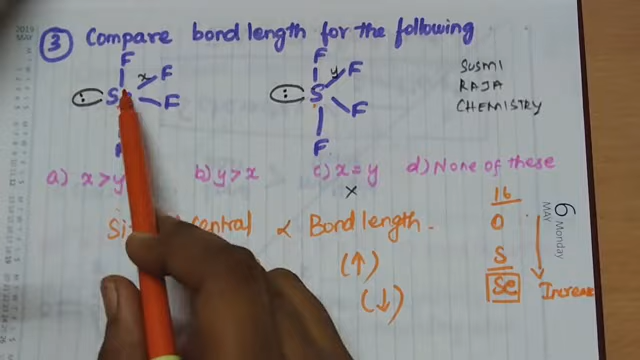 2019
MAY
③ Compare bond length for the following
F
x F
: S
F
F
y F
: S
F
F
SUSMI
RAJA
CHEMISTRY
a) x>y b) y>x c) x=y d) None of these
x
central ∝ Bond length.
(↑)
(↓)
16
O
S
Se
Increase
6
MAY
Monday